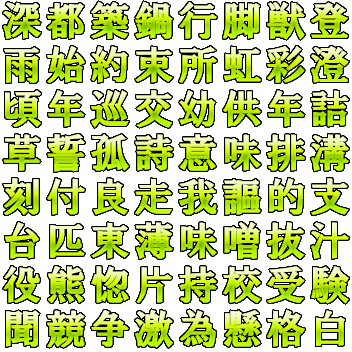 深都築鍋行脚獣登
雨始約束所虹彩澄
頃年巡交幼供年詰
草誓孤詩意味排溝
刻付良走我謳的支
台匹東薄味噌抜汁
役熊惚片持校受験
聞競争激為懸格白